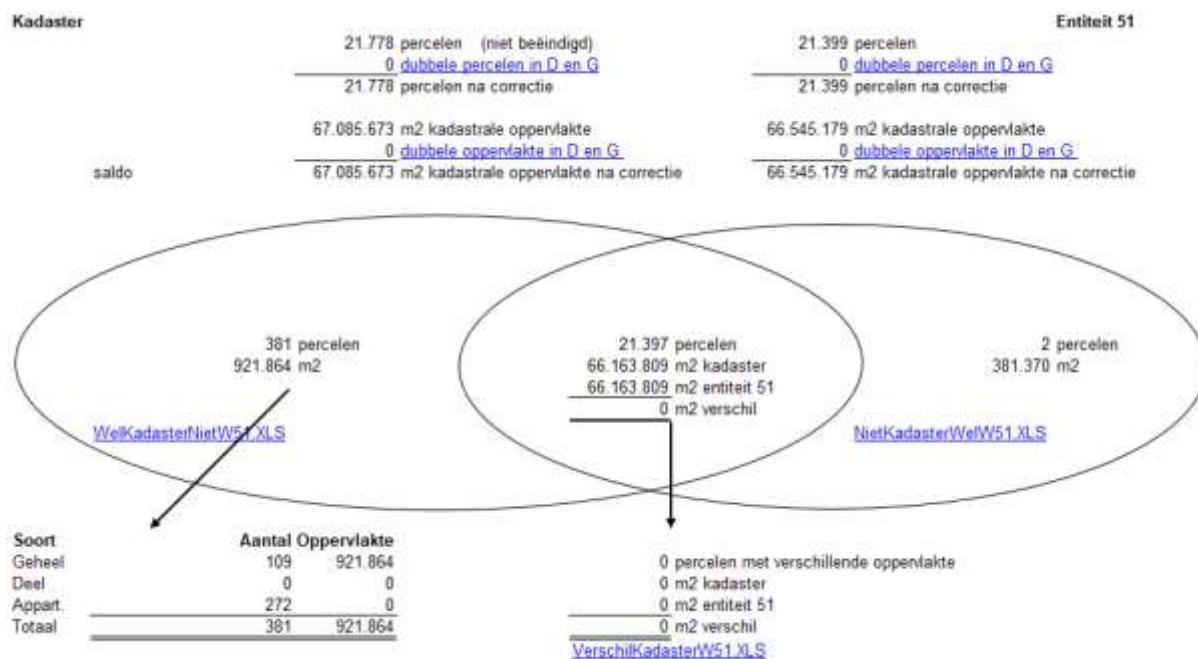 Kadaster Entiteit 51
21.778 percelen (niet beëindigd) 21.399 percelen
0 dubbele percelen in D en G 0 dubbele percelen in D en G
21.778 percelen na correctie 21.399 percelen na correctie
67.085.673 m2 kadastrale oppervlakte 66.545.179 m2 kadastrale oppervlakte
0 dubbele oppervlakte in D en G 0 dubbele oppervlakte in D en G
saldo 67.085.673 m2 kadastrale oppervlakte na correctie 66.545.179 m2 kadastrale oppervlakte na correctie
381 percelen 21.397 percelen 2 percelen
921.864 m2 66.163.809 m2 kadaster 381.370 m2
66.163.809 m2 entiteit 51
0 m2 verschil
WelKadasterNietW51.XLS NietKadasterWelW51.XLS
Soort Aantal Oppervlakte
Geheel 109 921.864 0 percelen met verschillende oppervlakte
Deel 0 0 0 m2 kadaster
Appart. 272 0 0 m2 entiteit 51
Totaal 381 921.864 0 m2 verschil
VerschilKadasterW51.XLS